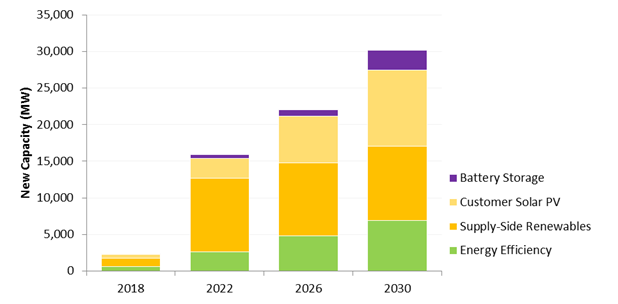 35,000
30,000
25,000
20,000
15,000
10,000
5,000
0
New Capacity (MW)
2018 2022 2026 2030
Battery Storage
Customer Solar PV
Supply-Side Renewables
Energy Efficiency